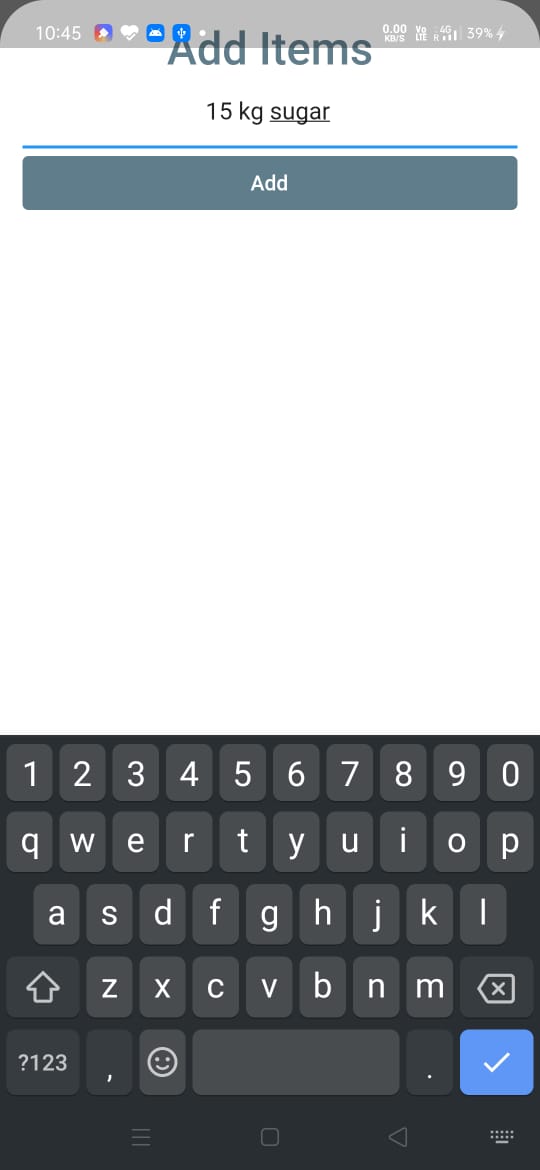 10:45 0.00 KB/S Vo LTE R 4G 39%
Add Items
15 kg sugar
Add
1 2 3 4 5 6 7 8 9 0
q w e r t y u i o p
a s d f g h j k l
z x c v b n m
?123 , .